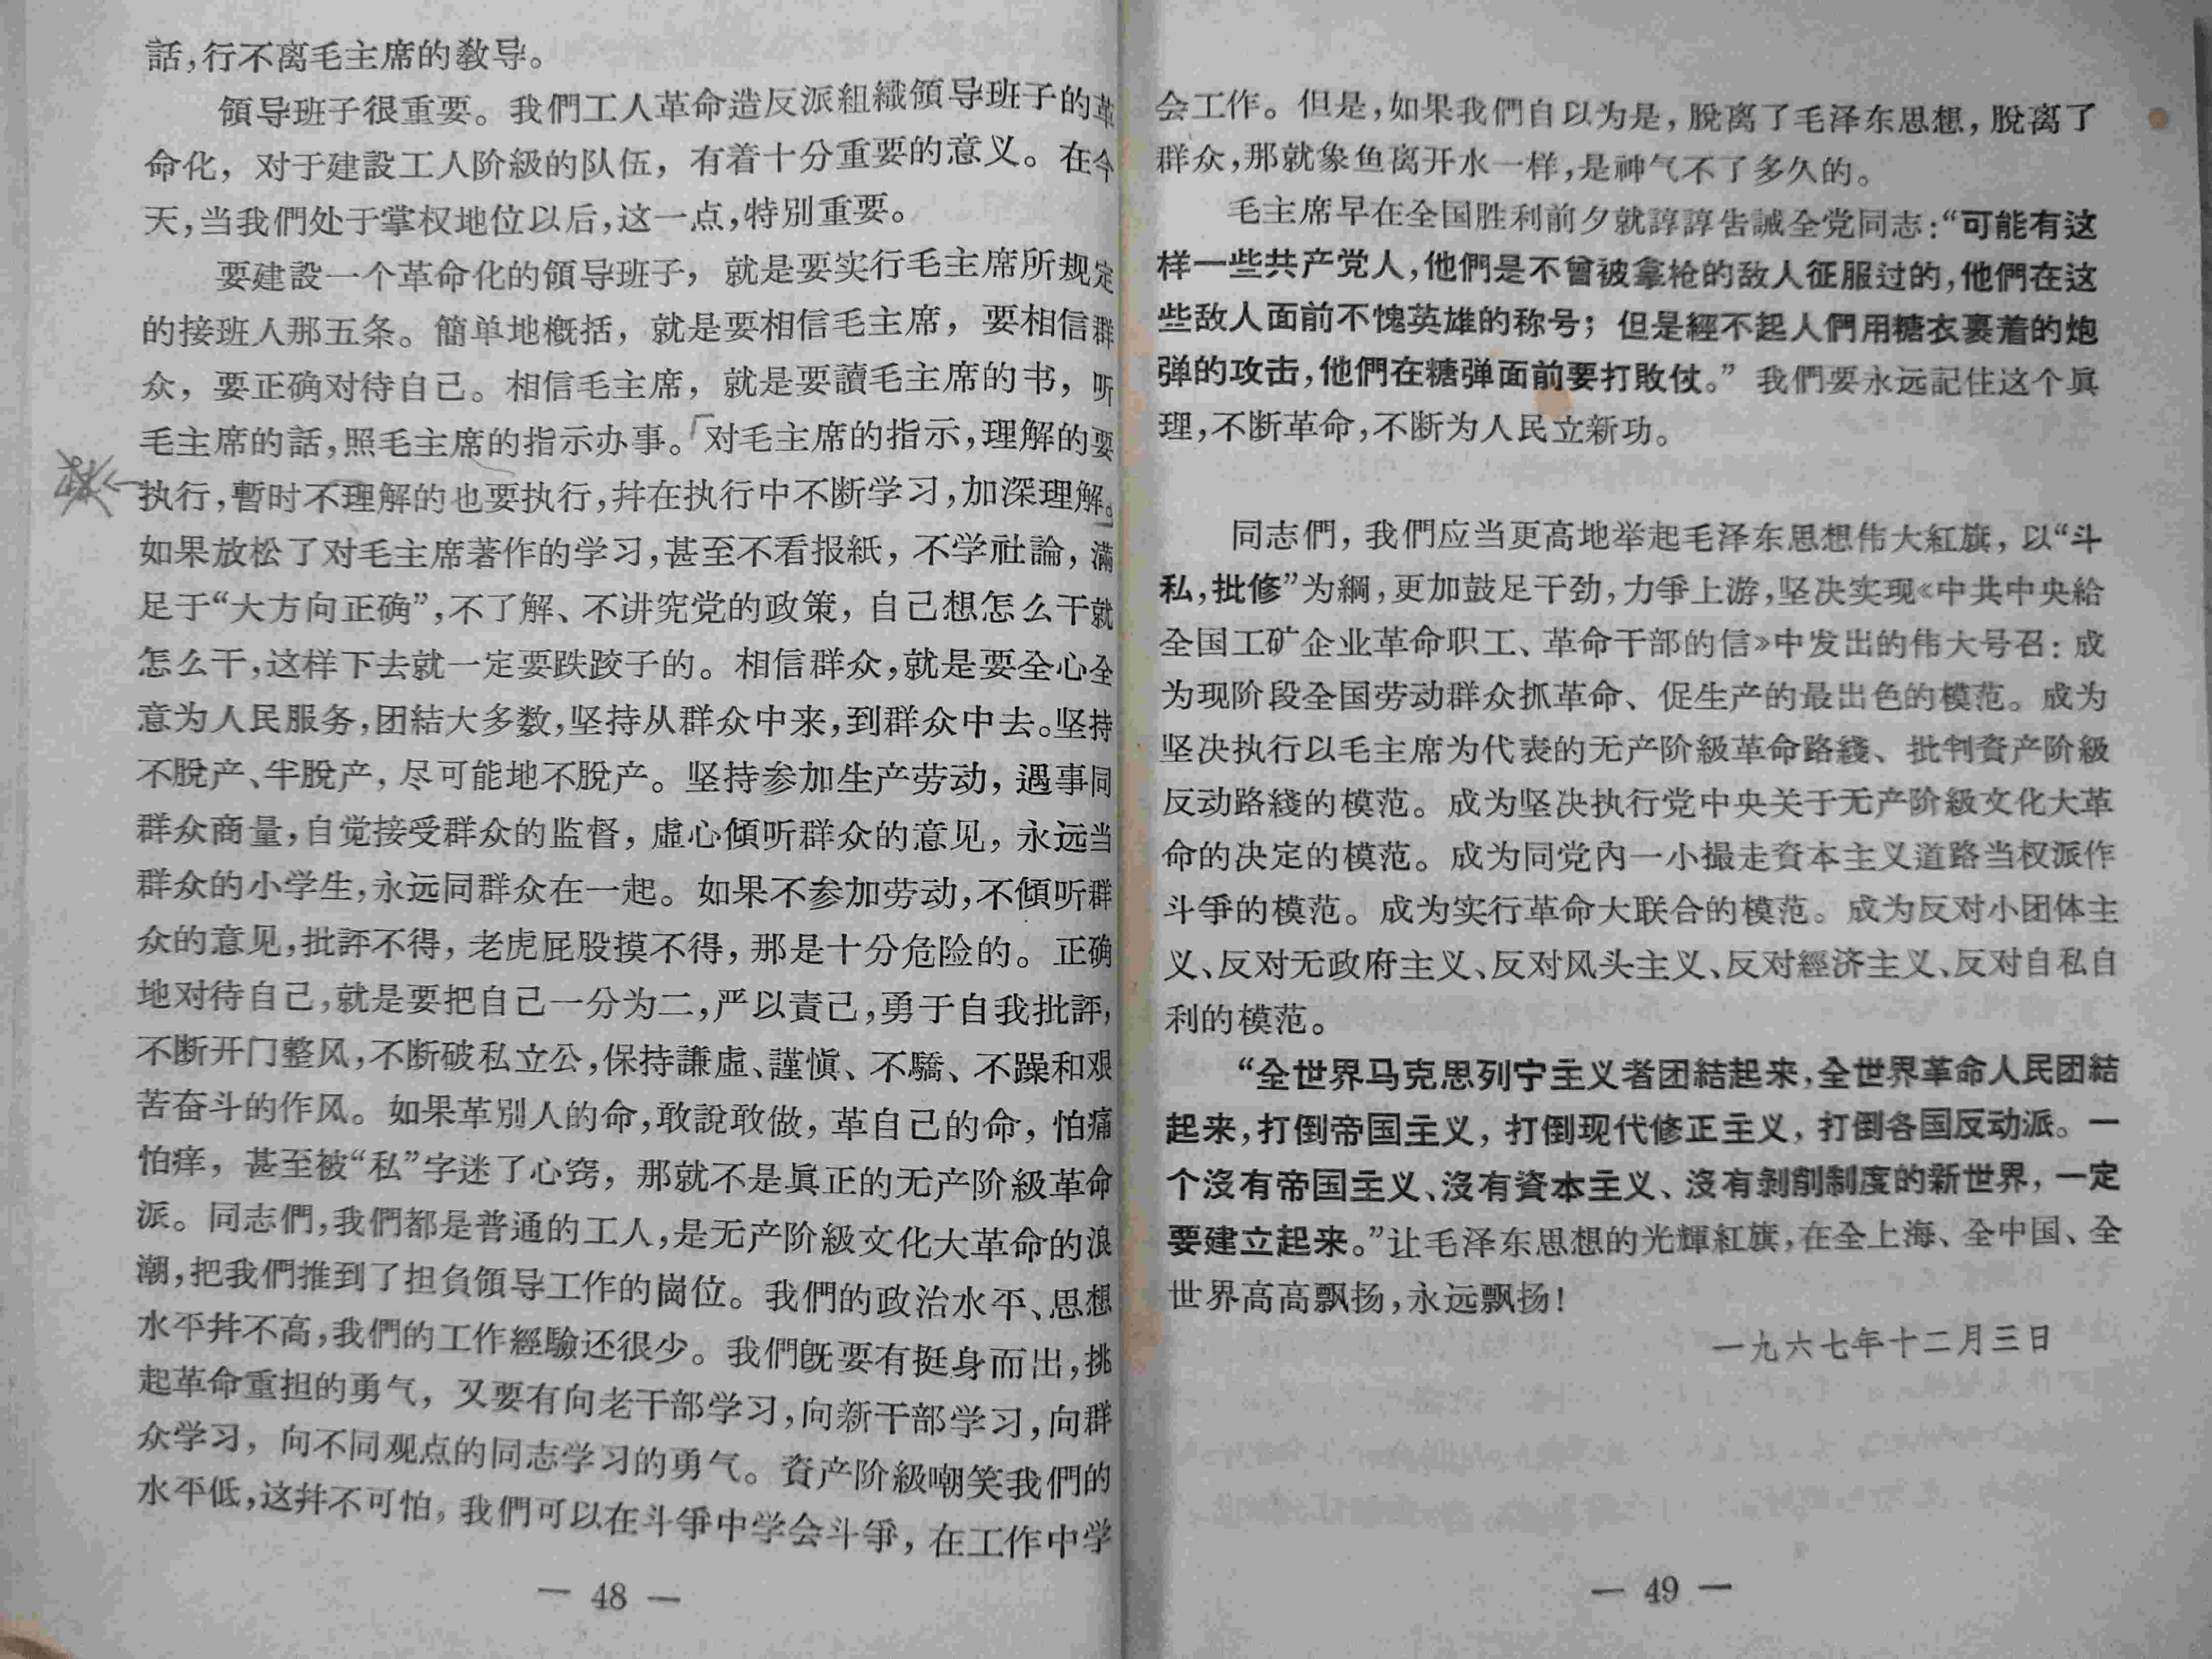 話,行不离毛主席的敎导。
領导班子很重要。我們工人革命造反派組織領导班子的革
命化，对于建設工人阶級的队伍，有着十分重要的意义。在今
天,当我們处于掌权地位以后,这一点,特別重要。
要建設一个革命化的領导班子，就是要实行毛主席所规定
的接班人那五条。簡单地概括，就是要相信毛主席，要相信群
众，要正确对待自己。相信毛主席，就是要讀毛主席的书，听
毛主席的話,照毛主席的指示办事。「对毛主席的指示,理解的要
执行,暫时不理解的也要执行,幷在执行中不断学习,加深理解。」
如果放松了对毛主席著作的学习,甚至不看报紙，不学社論，滿
足于“大方向正确”,不了解、不讲究党的政策，自己想怎么干就
怎么干,这样下去就一定要跌跤子的。相信群众,就是要全心全
意为人民服务,团結大多数,坚持从群众中来,到群众中去。坚持
不脫产、半脫产，尽可能地不脫产。坚持参加生产劳动，遇事同
群众商量,自觉接受群众的监督，虛心傾听群众的意见，永远当
群众的小学生,永远同群众在一起。如果不参加劳动,不傾听群
众的意见,批評不得，老虎屁股摸不得，那是十分危险的。正确
地对待自己,就是要把自己一分为二,严以責己,勇于自我批評,
不断开门整风,不断破私立公,保持謙虛、謹愼、不驕、不躁和艰
苦奋斗的作风。如果革別人的命,敢說敢做，革自己的命，怕痛
怕痒，甚至被“私”字迷了心窍，那就不是眞正的无产阶級革命
派。同志們,我們都是普通的工人,是无产阶級文化大革命的浪
潮,把我們推到了担負領导工作的崗位。我們的政治水平、思想
水平幷不高,我們的工作經驗还很少。我們旣要有挺身而出,挑
起革命重担的勇气，又要有向老干部学习,向新干部学习,向群
众学习，向不同观点的同志学习的勇气。資产阶級嘲笑我們的
水平低,这幷不可怕，我們可以在斗爭中学会斗爭，在工作中学
— 48 —
会工作。但是,如果我們自以为是，脫离了毛泽东思想，脫离了
群众,那就象鱼离开水一样,是神气不了多久的。
毛主席早在全国胜利前夕就諄諄告誡全党同志:“可能有这
样一些共产党人,他們是不曾被拿枪的敌人征服过的,他們在这
些敌人面前不愧英雄的称号；但是經不起人們用糖衣裹着的炮
弹的攻击,他們在糖弹面前要打敗仗。”我們要永远記住这个眞
理,不断革命,不断为人民立新功。
同志們，我們应当更高地举起毛泽东思想伟大紅旗，以“斗
私,批修”为綱,更加鼓足干劲,力爭上游,坚决实现《中共中央給
全国工矿企业革命职工、革命干部的信》中发出的伟大号召：成
为现阶段全国劳动群众抓革命、促生产的最出色的模范。成为
坚决执行以毛主席为代表的无产阶級革命路綫、批判資产阶級
反动路綫的模范。成为坚决执行党中央关于无产阶級文化大革
命的决定的模范。成为同党內一小撮走資本主义道路当权派作
斗爭的模范。成为实行革命大联合的模范。成为反对小团体主
义、反对无政府主义、反对风头主义、反对經济主义、反对自私自
利的模范。
“全世界马克思列宁主义者团結起来,全世界革命人民团結
起来,打倒帝国主义，打倒现代修正主义，打倒各国反动派。一
个沒有帝国主义、沒有資本主义、沒有剝削制度的新世界，一定
要建立起来。”让毛泽东思想的光輝紅旗,在全上海、全中国、全
世界高高飘扬,永远飘扬!
一九六七年十二月三日
— 49 —